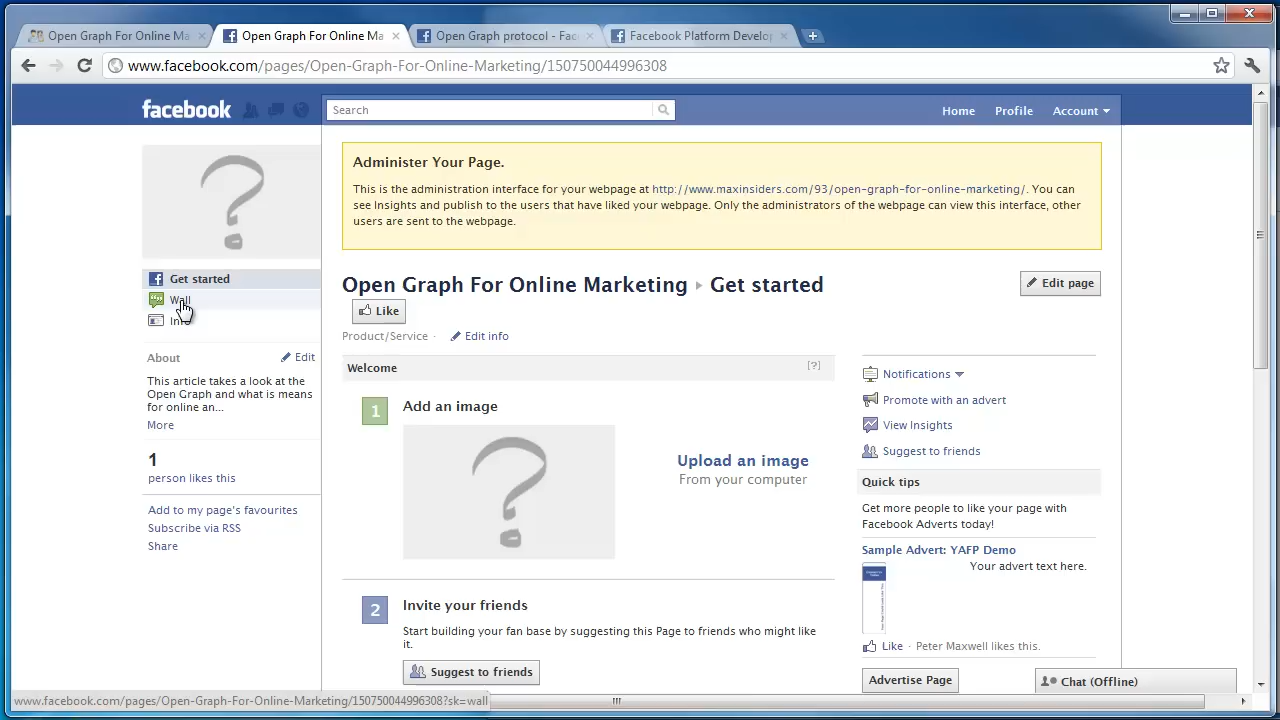 Open Graph For Online Ma
Open Graph For Online Ma
Open Graph protocol - Fac
Facebook Platform Develop
www.facebook.com/pages/Open-Graph-For-Online-Marketing/150750044996308
facebook
Search
Home
Profile
Account
Administer Your Page.
This is the administration interface for your webpage at http://www.maxinsiders.com/93/open-graph-for-online-marketing/. You can
see Insights and publish to the users that have liked your webpage. Only the administrators of the webpage can view this interface, other
users are sent to the webpage.
Get started
Wall
Info
About
Edit
This article takes a look at the
Open Graph and what is means
for online an...
More
1
person likes this
Add to my page's favourites
Subscribe via RSS
Share
Open Graph For Online Marketing ▸ Get started
Like
Edit page
Product/Service ·
Edit info
Welcome
[?]
1
Add an image
Upload an image
From your computer
2
Invite your friends
Start building your fan base by suggesting this Page to friends who might like
it.
Suggest to friends
Notifications
Promote with an advert
View Insights
Suggest to friends
Quick tips
Get more people to like your page with
Facebook Adverts today!
Sample Advert: YAFP Demo
Your advert text here.
Like · Peter Maxwell likes this.
Advertise Page
Chat (Offline)
www.facebook.com/pages/Open-Graph-For-Online-Marketing/150750044996308?sk=wall